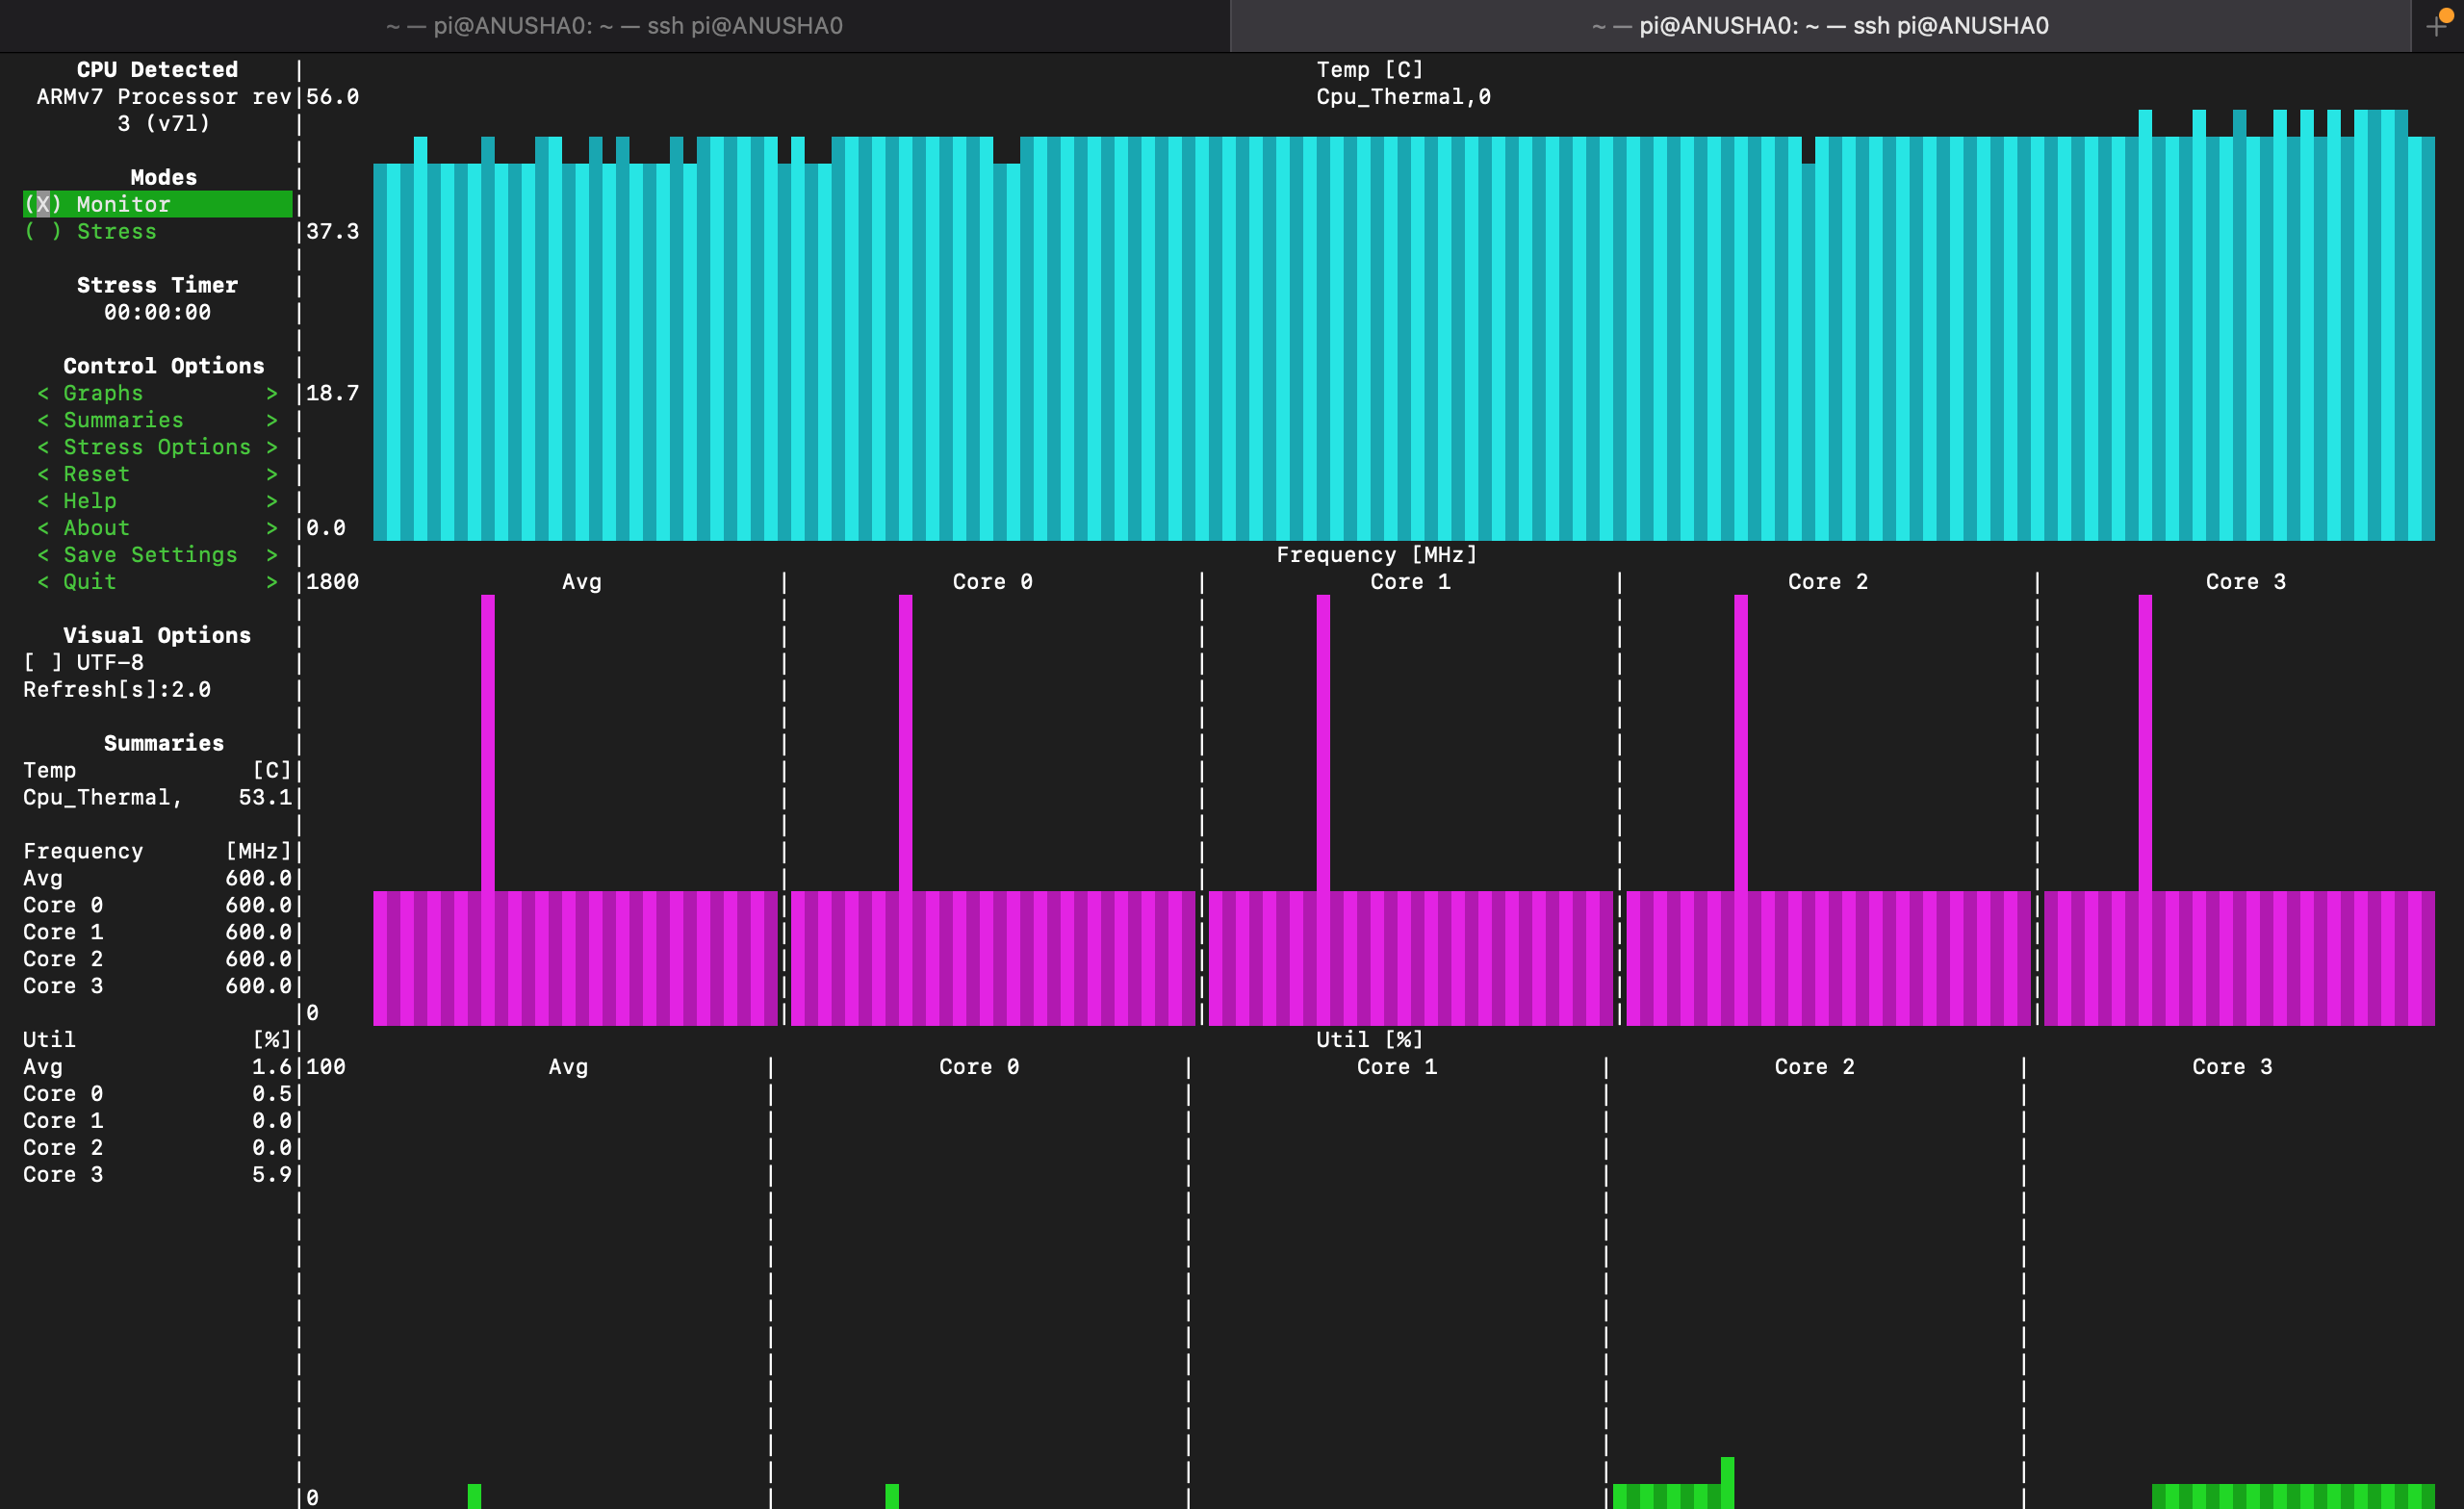 ~ — pi@ANUSHA0: ~ — ssh pi@ANUSHA0
~ — pi@ANUSHA0: ~ — ssh pi@ANUSHA0
+
CPU Detected
ARMv7 Processor rev
3 (v7l)
Modes
(X) Monitor
( ) Stress
Stress Timer
00:00:00
Control Options
< Graphs >
< Summaries >
< Stress Options >
< Reset >
< Help >
< About >
< Save Settings >
< Quit >
Visual Options
[ ] UTF-8
Refresh[s]:2.0
Summaries
Temp [C]
Cpu_Thermal, 53.1
Frequency [MHz]
Avg 600.0
Core 0 600.0
Core 1 600.0
Core 2 600.0
Core 3 600.0
Util [%]
Avg 1.6
Core 0 0.5
Core 1 0.0
Core 2 0.0
Core 3 5.9
Temp [C]
Cpu_Thermal,0
56.0
37.3
18.7
0.0
Frequency [MHz]
1800 Avg Core 0 Core 1 Core 2 Core 3
0
Util [%]
100 Avg Core 0 Core 1 Core 2 Core 3
0